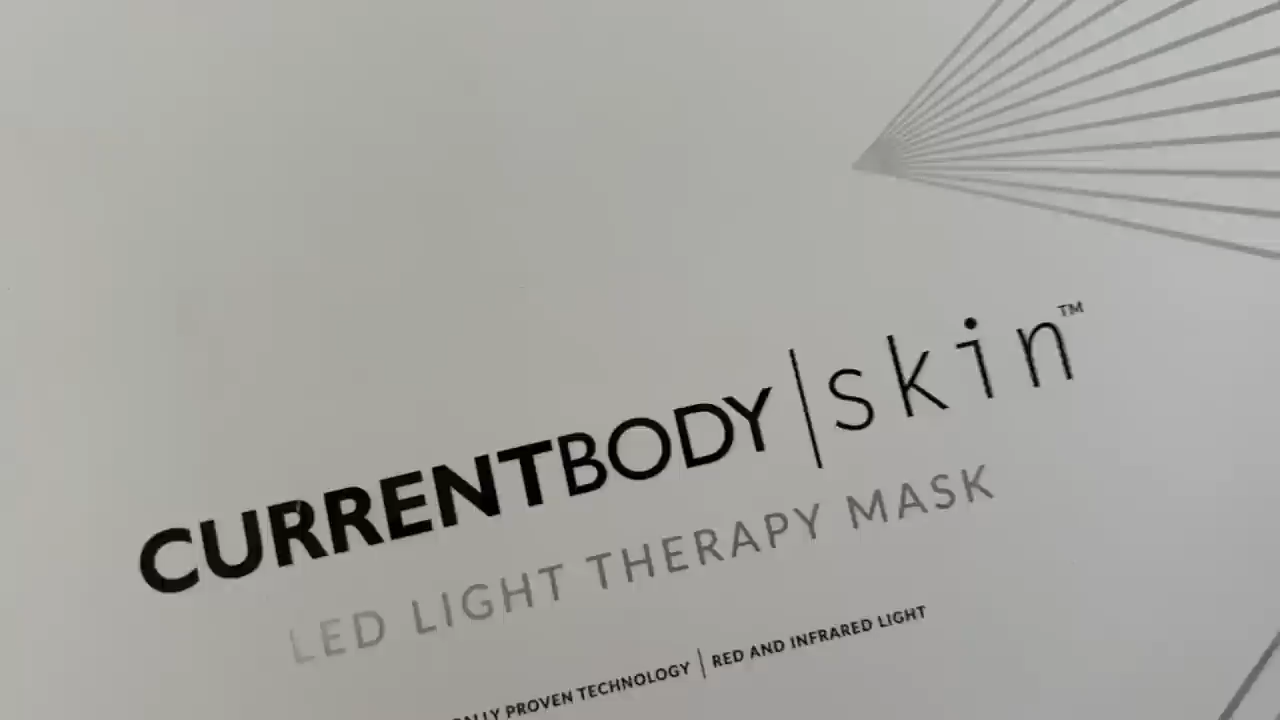 CURRENTBODY | skin™
LED LIGHT THERAPY MASK
PROVEN TECHNOLOGY | RED AND INFRARED LIGHT